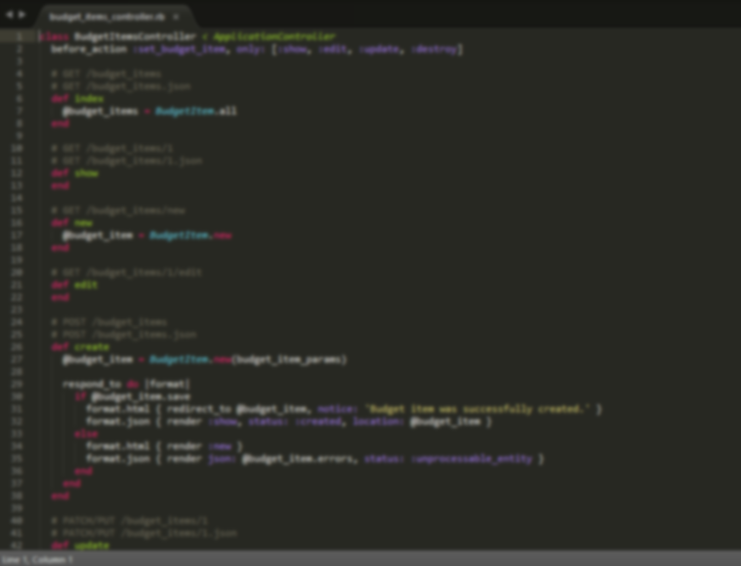 budget_items_controller.rb ×
1 class BudgetItemsController < ApplicationController
2 before_action :set_budget_item, only: [:show, :edit, :update, :destroy]
3
4 # GET /budget_items
5 # GET /budget_items.json
6 def index
7 @budget_items = BudgetItem.all
8 end
9
10 # GET /budget_items/1
11 # GET /budget_items/1.json
12 def show
13 end
14
15 # GET /budget_items/new
16 def new
17 @budget_item = BudgetItem.new
18 end
19
20 # GET /budget_items/1/edit
21 def edit
22 end
23
24 # POST /budget_items
25 # POST /budget_items.json
26 def create
27 @budget_item = BudgetItem.new(budget_item_params)
28
29 respond_to do |format|
30 if @budget_item.save
31 format.html { redirect_to @budget_item, notice: 'Budget item was successfully created.' }
32 format.json { render :show, status: :created, location: @budget_item }
33 else
34 format.html { render :new }
35 format.json { render json: @budget_item.errors, status: :unprocessable_entity }
36 end
37 end
38 end
39
40 # PATCH/PUT /budget_items/1
41 # PATCH/PUT /budget_items/1.json
42 def update
Line 1, Column 1